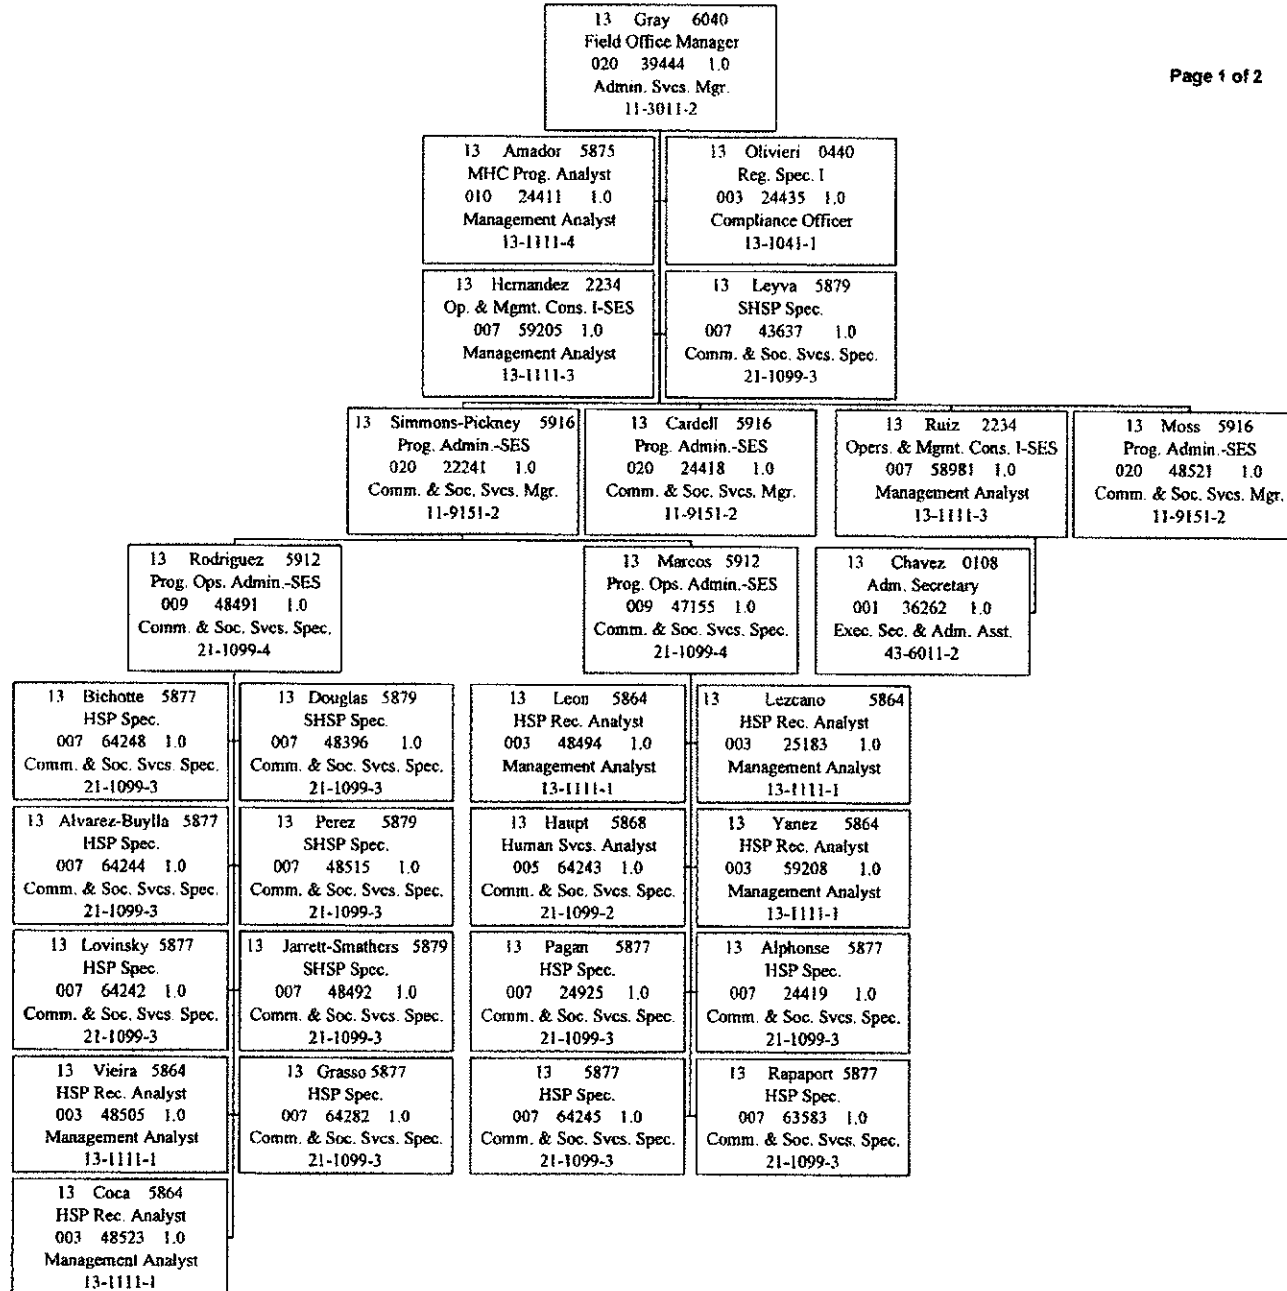 13 Gray 6040
Field Office Manager
020 39444 1.0
Admin. Svcs. Mgr.
11-3011-2
Page 1 of 2
13 Amador 5875
MHC Prog. Analyst
010 24411 1.0
Management Analyst
13-1111-4
13 Olivieri 0440
Reg. Spec. I
003 24435 1.0
Compliance Officer
13-1041-1
13 Hernandez 2234
Op. & Mgmt. Cons. I-SES
007 59205 1.0
Management Analyst
13-1111-3
13 Leyva 5879
SHSP Spec.
007 43637 1.0
Comm. & Soc. Svcs. Spec.
21-1099-3
13 Simmons-Pickney 5916
Prog. Admin.-SES
020 22241 1.0
Comm. & Soc. Svcs. Mgr.
11-9151-2
13 Cardell 5916
Prog. Admin.-SES
020 24418 1.0
Comm. & Soc. Svcs. Mgr.
11-9151-2
13 Ruiz 2234
Opers. & Mgmt. Cons. I-SES
007 58981 1.0
Management Analyst
13-1111-3
13 Moss 5916
Prog. Admin.-SES
020 48521 1.0
Comm. & Soc. Svcs. Mgr.
11-9151-2
13 Rodriguez 5912
Prog. Ops. Admin.-SES
009 48491 1.0
Comm. & Soc. Svcs. Spec.
21-1099-4
13 Marcos 5912
Prog. Ops. Admin.-SES
009 47155 1.0
Comm. & Soc. Svcs. Spec.
21-1099-4
13 Chavez 0108
Adm. Secretary
001 36262 1.0
Exec. Sec. & Adm. Asst.
43-6011-2
13 Bichotte 5877
HSP Spec.
007 64248 1.0
Comm. & Soc. Svcs. Spec.
21-1099-3
13 Douglas 5879
SHSP Spec.
007 48396 1.0
Comm. & Soc. Svcs. Spec.
21-1099-3
13 Leon 5864
HSP Rec. Analyst
003 48494 1.0
Management Analyst
13-1111-1
13 Lezcano 5864
HSP Rec. Analyst
003 25183 1.0
Management Analyst
13-1111-1
13 Alvarez-Buylla 5877
HSP Spec.
007 64244 1.0
Comm. & Soc. Svcs. Spec.
21-1099-3
13 Perez 5879
SHSP Spec.
007 48515 1.0
Comm. & Soc. Svcs. Spec.
21-1099-3
13 Haupt 5868
Human Svcs. Analyst
005 64243 1.0
Comm. & Soc. Svcs. Spec.
21-1099-2
13 Yanez 5864
HSP Rec. Analyst
003 59208 1.0
Management Analyst
13-1111-1
13 Lovinsky 5877
HSP Spec.
007 64242 1.0
Comm. & Soc. Svcs. Spec.
21-1099-3
13 Jarrett-Smathers 5879
SHSP Spec.
007 48492 1.0
Comm. & Soc. Svcs. Spec.
21-1099-3
13 Pagan 5877
HSP Spec.
007 24925 1.0
Comm. & Soc. Svcs. Spec.
21-1099-3
13 Alphonse 5877
HSP Spec.
007 24419 1.0
Comm. & Soc. Svcs. Spec.
21-1099-3
13 Vieira 5864
HSP Rec. Analyst
003 48505 1.0
Management Analyst
13-1111-1
13 Grasso 5877
HSP Spec.
007 64282 1.0
Comm. & Soc. Svcs. Spec.
21-1099-3
13 5877
HSP Spec.
007 64245 1.0
Comm. & Soc. Svcs. Spec.
21-1099-3
13 Rapaport 5877
HSP Spec.
007 63583 1.0
Comm. & Soc. Svcs. Spec.
21-1099-3
13 Coca 5864
HSP Rec. Analyst
003 48523 1.0
Management Analyst
13-1111-1